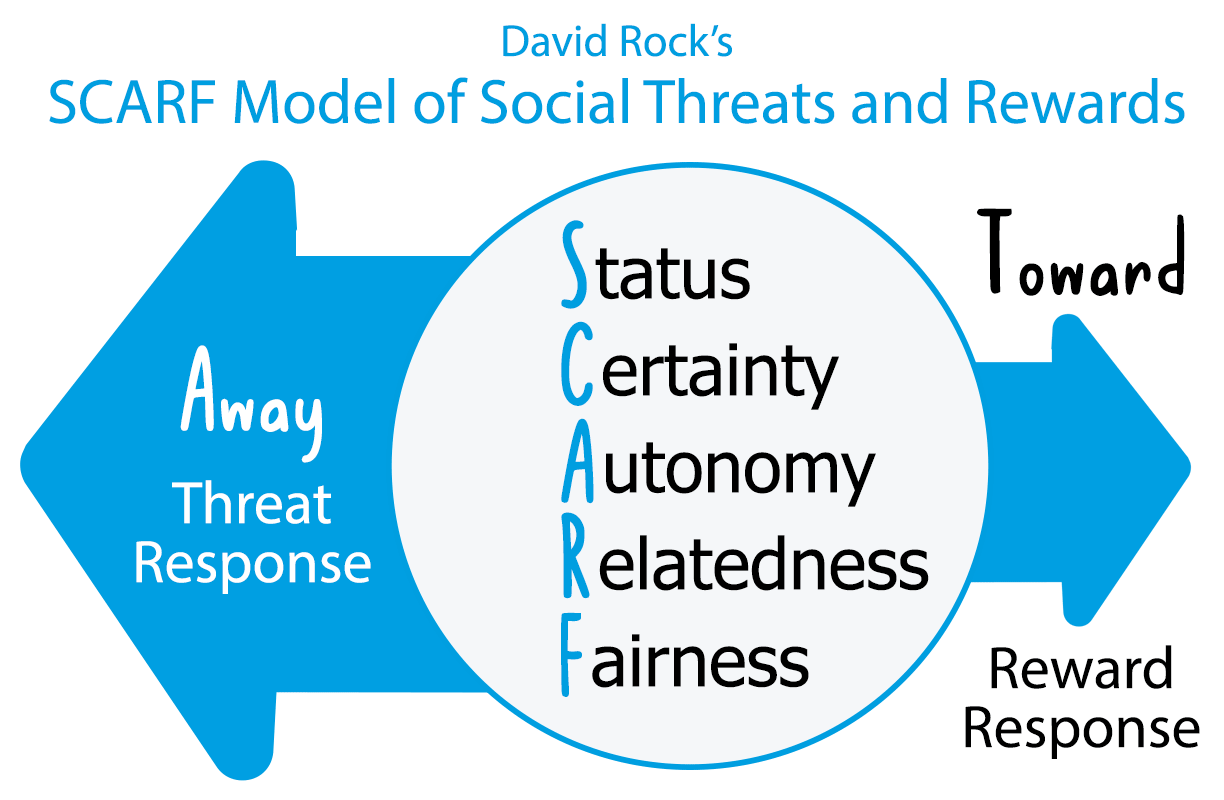 David Rock’s
SCARF Model of Social Threats and Rewards
Away
Threat
Response
Status
Certainty
Autonomy
Relatedness
Fairness
Toward
Reward
Response